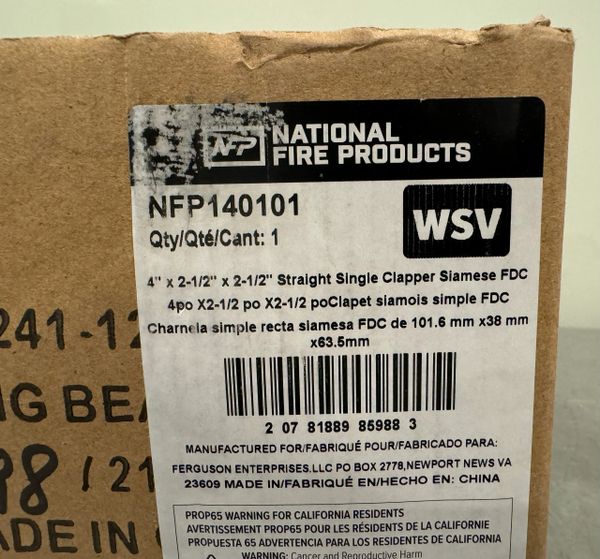 NFP NATIONAL
FIRE PRODUCTS
NFP140101
WSV
Qty/Qté/Cant: 1
4" x 2-1/2" x 2-1/2" Straight Single Clapper Siamese FDC
4po X2-1/2 po X2-1/2 poClapet siamois simple FDC
Charnela simple recta siamesa FDC de 101.6 mm x38 mm
x63.5mm
2 07 81889 85988 3
MANUFACTURED FOR/FABRIQUÉ POUR/FABRICADO PARA:
FERGUSON ENTERPRISES,LLC PO BOX 2778,NEWPORT NEWS VA
23609 MADE IN/FABRIQUÉ EN/HECHO EN: CHINA
PROP65 WARNING FOR CALIFORNIA RESIDENTS
AVERTISSEMENT PROP65 POUR LES RÉSIDENTS DE LA CALIFORNIE
PROPUESTA 65 ADVERTENCIA PARA LOS RESIDENTES DE CALIFORNIA
WARNING: Cancer and Reproductive Harm
241-12
G BEA
98 / 21
ADE IN